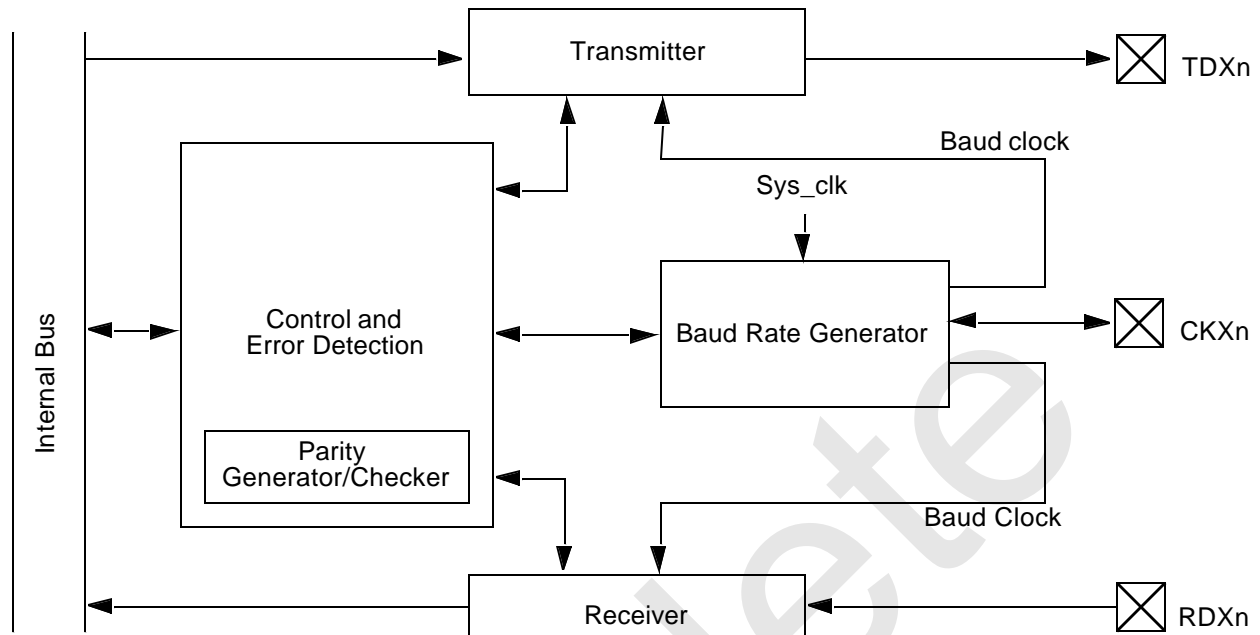 Transmitter
TDXn
Baud clock
Sys_clk
Internal Bus
Control and
Error Detection
Baud Rate Generator
CKXn
Parity
Generator/Checker
Baud Clock
Receiver
RDXn
lete